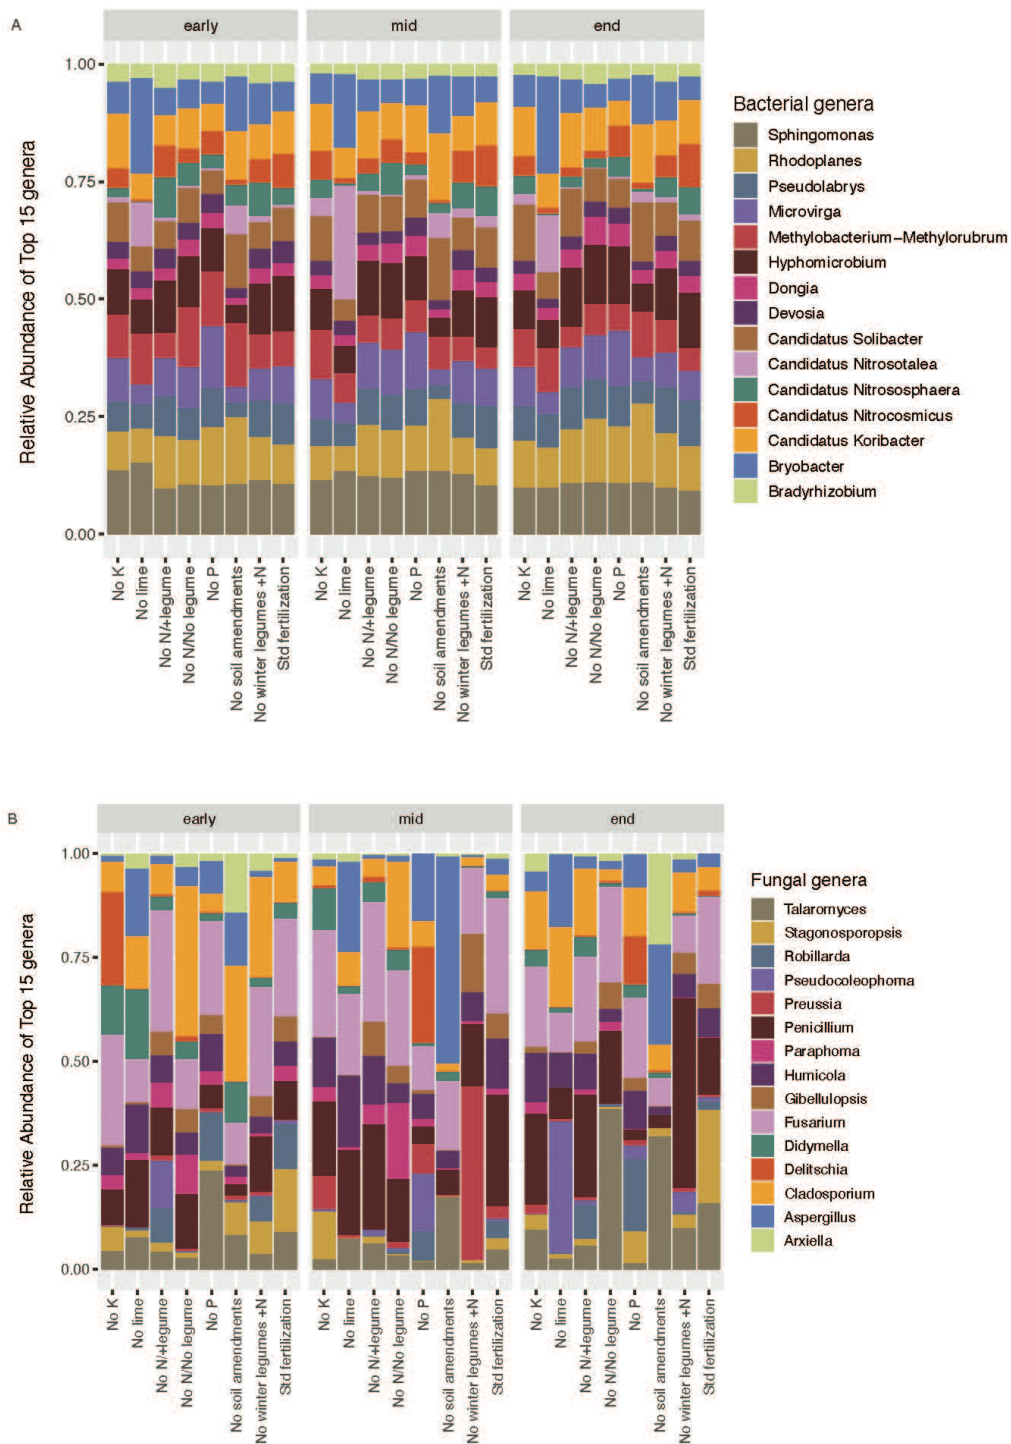 A
early
mid
end
Relative Abundance of Top 15 genera
1.00
0.75
0.50
0.25
0.00
No K
No lime
No N/+legume
No N/No legume
No P
No soil amendments
No winter legumes +N
Std fertilization
No K
No lime
No N/+legume
No N/No legume
No P
No soil amendments
No winter legumes +N
Std fertilization
No K
No lime
No N/+legume
No N/No legume
No P
No soil amendments
No winter legumes +N
Std fertilization
Bacterial genera
Sphingomonas
Rhodoplanes
Pseudolabrys
Microvirga
Methylobacterium−Methylorubrum
Hyphomicrobium
Dongia
Devosia
Candidatus Solibacter
Candidatus Nitrosotalea
Candidatus Nitrososphaera
Candidatus Nitrocosmicus
Candidatus Koribacter
Bryobacter
Bradyrhizobium
B
early
mid
end
Relative Abundance of Top 15 genera
1.00
0.75
0.50
0.25
0.00
No K
No lime
No N/+legume
No N/No legume
No P
No soil amendments
No winter legumes +N
Std fertilization
No K
No lime
No N/+legume
No N/No legume
No P
No soil amendments
No winter legumes +N
Std fertilization
No K
No lime
No N/+legume
No N/No legume
No P
No soil amendments
No winter legumes +N
Std fertilization
Fungal genera
Talaromyces
Stagonosporopsis
Robillarda
Pseudocoleophoma
Preussia
Penicillium
Paraphoma
Humicola
Gibellulopsis
Fusarium
Didymella
Delitschia
Cladosporium
Aspergillus
Arxiella